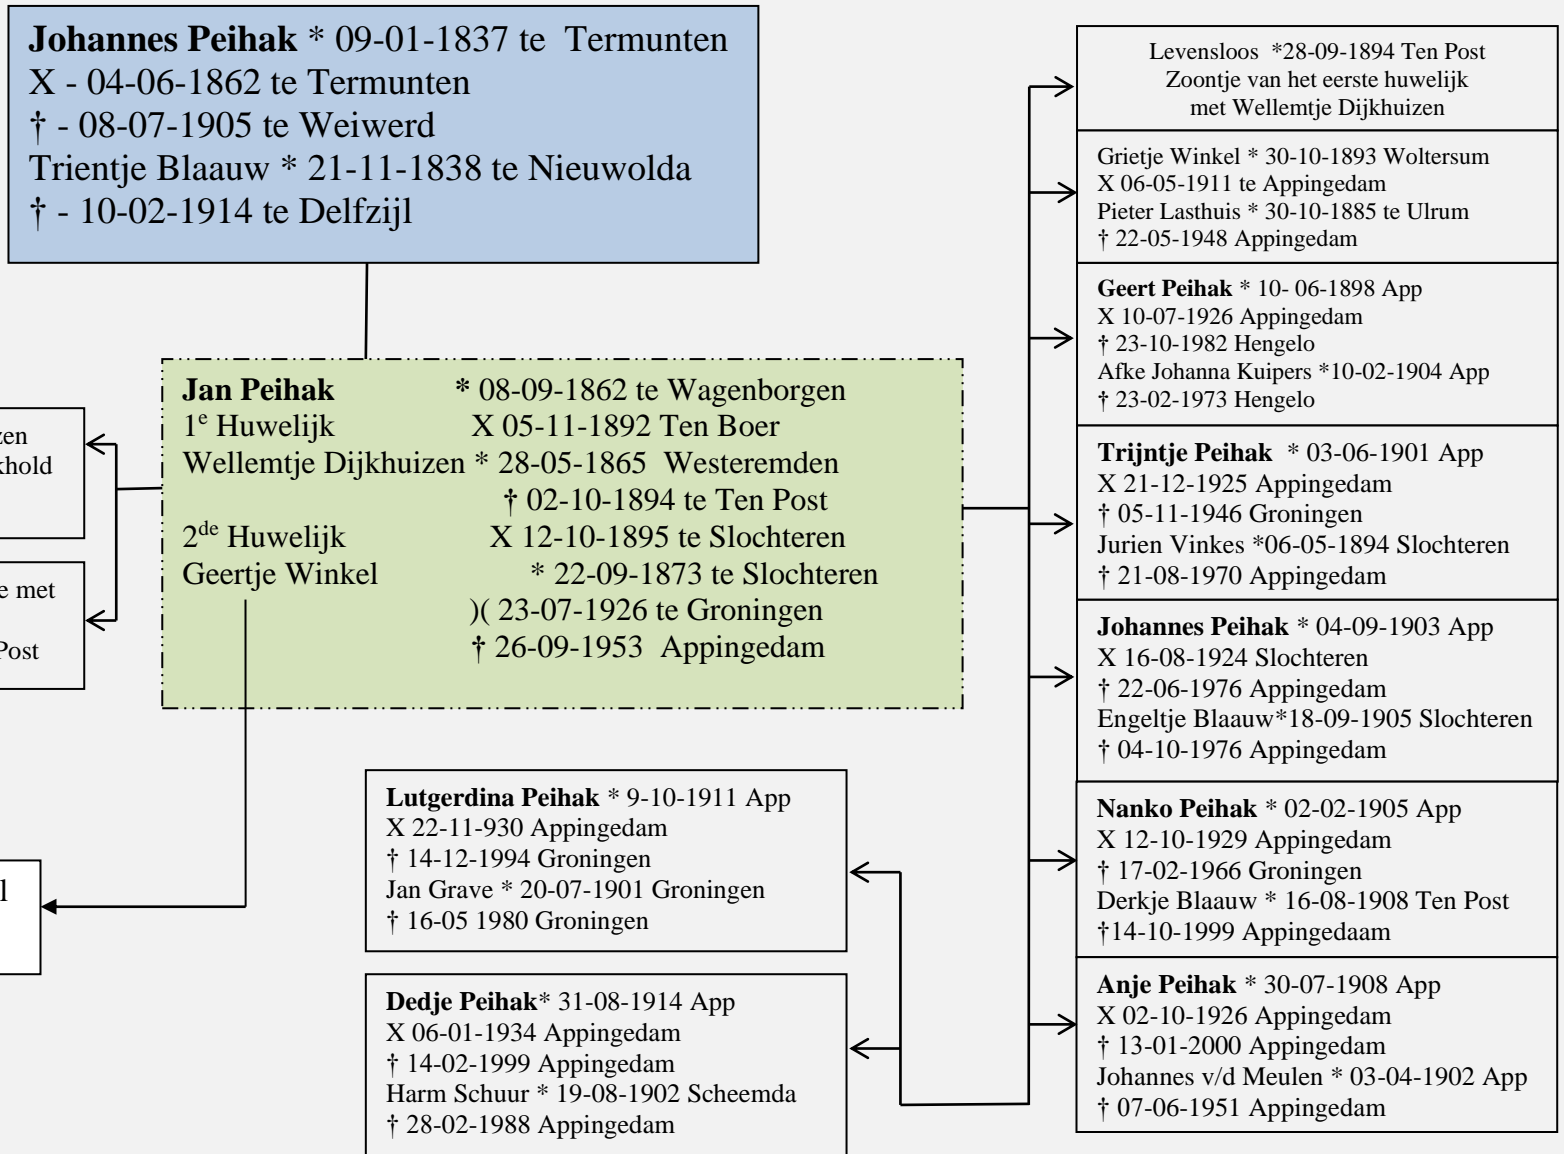 Johannes Peihak * 09-01-1837 te Termunten
X - 04-06-1862 te Termunten
† - 08-07-1905 te Weiwerd
Trientje Blaauw * 21-11-1838 te Nieuwolda
† - 10-02-1914 te Delfzijl
zen
khold
e met
Post
l
Jan Peihak * 08-09-1862 te Wagenborgen
1e Huwelijk X 05-11-1892 Ten Boer
Wellemtje Dijkhuizen * 28-05-1865 Westeremden
† 02-10-1894 te Ten Post
2de Huwelijk X 12-10-1895 te Slochteren
Geertje Winkel * 22-09-1873 te Slochteren
)( 23-07-1926 te Groningen
† 26-09-1953 Appingedam
Levensloos *28-09-1894 Ten Post
Zoontje van het eerste huwelijk
met Wellemtje Dijkhuizen
Grietje Winkel * 30-10-1893 Woltersum
X 06-05-1911 te Appingedam
Pieter Lasthuis * 30-10-1885 te Ulrum
† 22-05-1948 Appingedam
Geert Peihak * 10- 06-1898 App
X 10-07-1926 Appingedam
† 23-10-1982 Hengelo
Afke Johanna Kuipers *10-02-1904 App
† 23-02-1973 Hengelo
Trijntje Peihak * 03-06-1901 App
X 21-12-1925 Appingedam
† 05-11-1946 Groningen
Jurien Vinkes *06-05-1894 Slochteren
† 21-08-1970 Appingedam
Johannes Peihak * 04-09-1903 App
X 16-08-1924 Slochteren
† 22-06-1976 Appingedam
Engeltje Blaauw*18-09-1905 Slochteren
† 04-10-1976 Appingedam
Nanko Peihak * 02-02-1905 App
X 12-10-1929 Appingedam
† 17-02-1966 Groningen
Derkje Blaauw * 16-08-1908 Ten Post
†14-10-1999 Appingedaam
Anje Peihak * 30-07-1908 App
X 02-10-1926 Appingedam
† 13-01-2000 Appingedam
Johannes v/d Meulen * 03-04-1902 App
† 07-06-1951 Appingedam
Lutgerdina Peihak * 9-10-1911 App
X 22-11-930 Appingedam
† 14-12-1994 Groningen
Jan Grave * 20-07-1901 Groningen
† 16-05 1980 Groningen
Dedje Peihak* 31-08-1914 App
X 06-01-1934 Appingedam
† 14-02-1999 Appingedam
Harm Schuur * 19-08-1902 Scheemda
† 28-02-1988 Appingedam